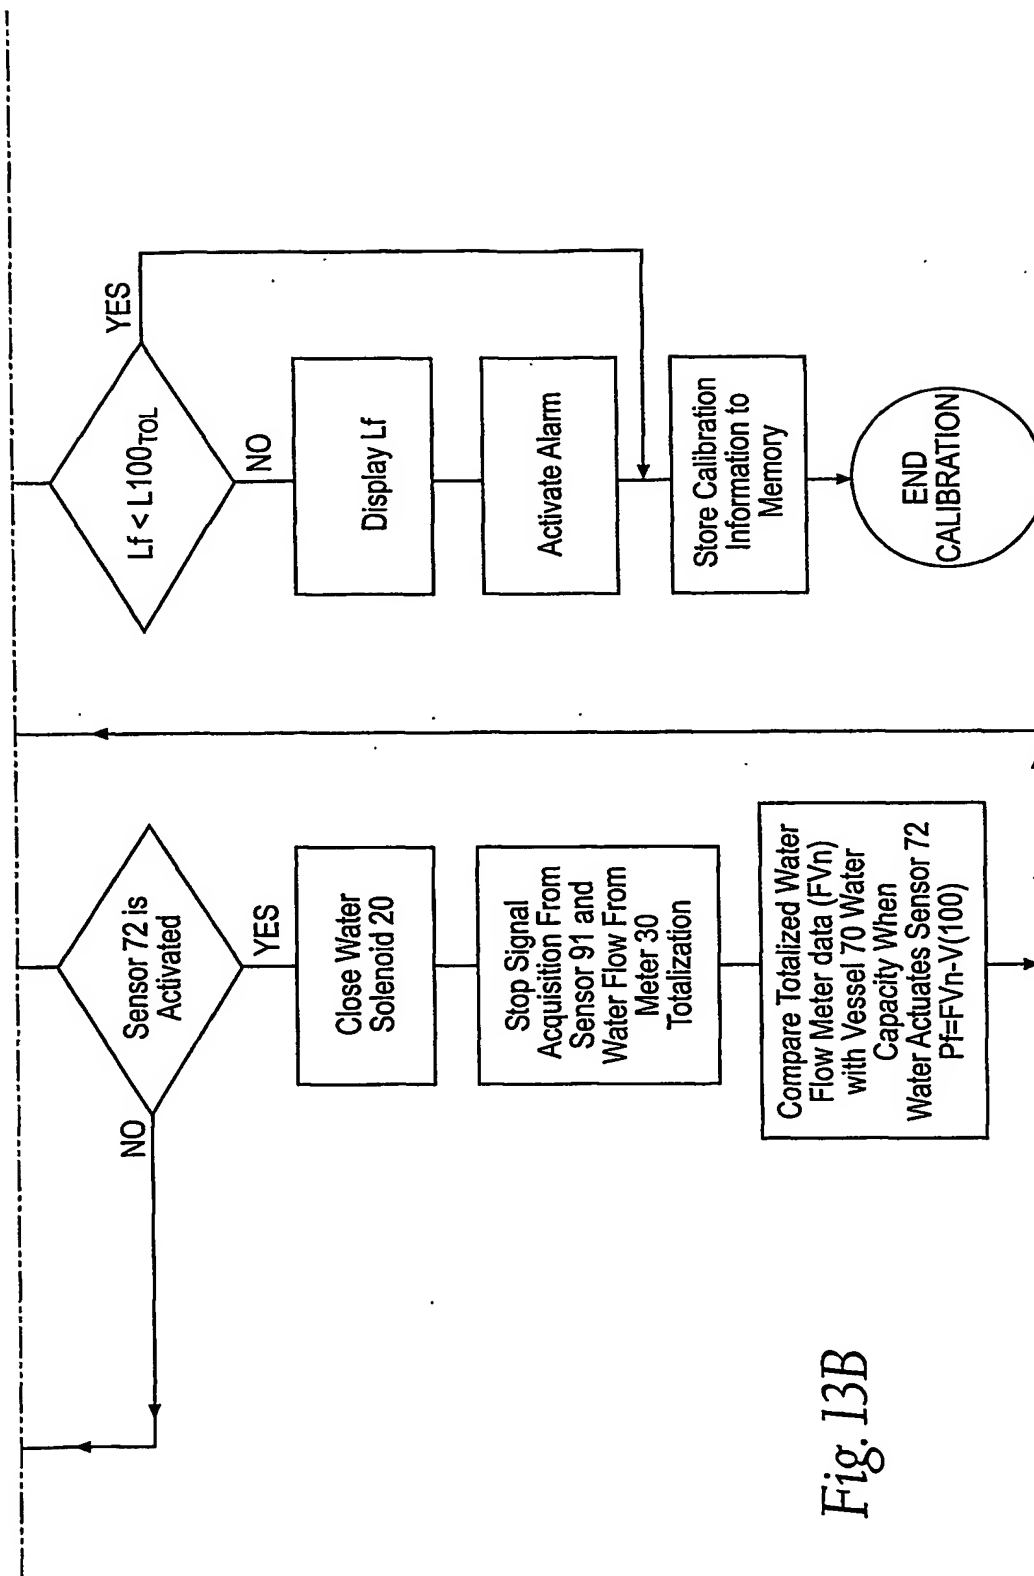 Sensor 72 is
Activated
NO
YES
Close Water
Solenoid 20
Stop Signal
Acquisition From
Sensor 91 and
Water Flow From
Meter 30
Totalization
Compare Totalized Water
Flow Meter data (FVn)
with Vessel 70 Water
Capacity When
Water Actuates Sensor 72
Pf=FVn-V(100)
Lf < L100TOL
YES
NO
Display Lf
Activate Alarm
Store Calibration
Information to
Memory
END
CALIBRATION
Fig. 13B